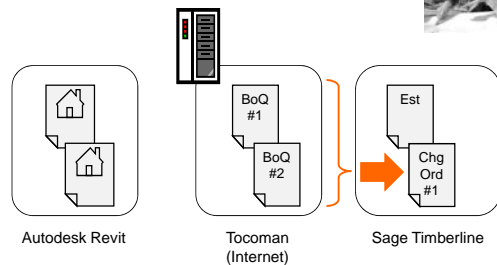 BoQ
#1
BoQ
#2
Est
Chg
Ord
#1
Autodesk Revit
Tocoman
(Internet)
Sage Timberline